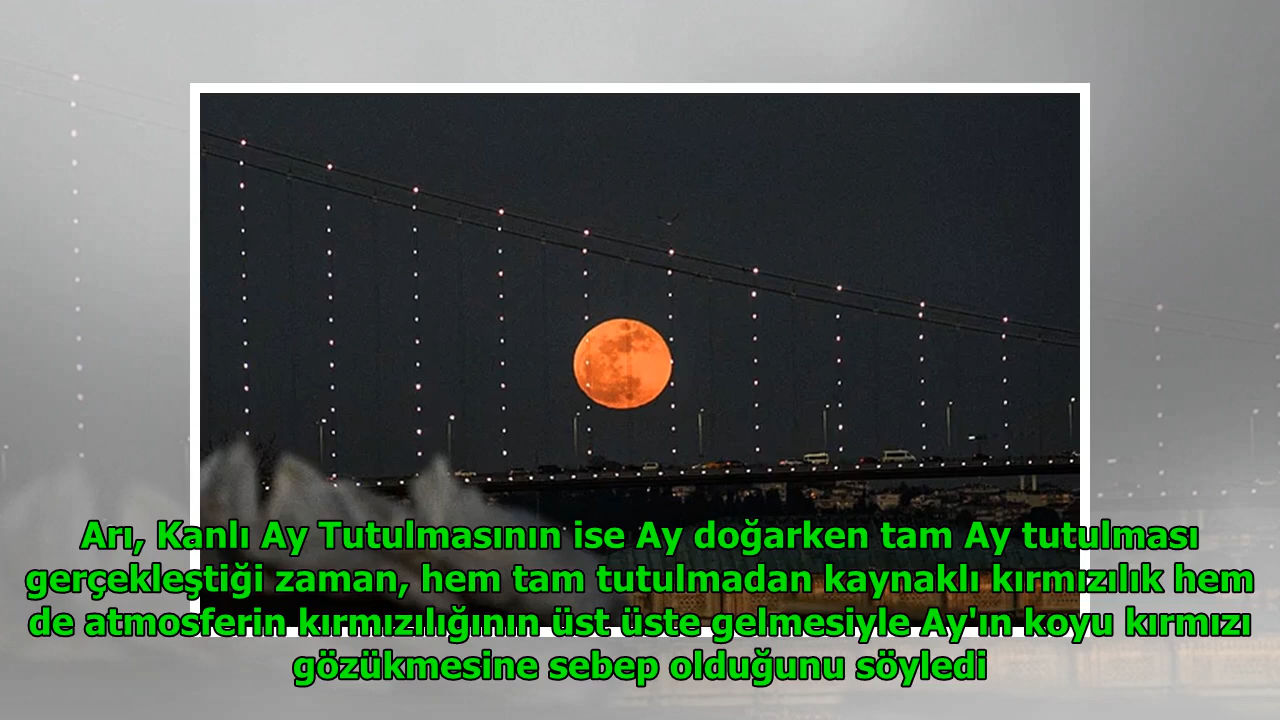 Arı, Kanlı Ay Tutulmasının ise Ay doğarken tam Ay tutulması
gerçekleştiği zaman, hem tam tutulmadan kaynaklı kırmızılık hem
de atmosferin kırmızılığının üst üste gelmesiyle Ay'ın koyu kırmızı
gözükmesine sebep olduğunu söyledi